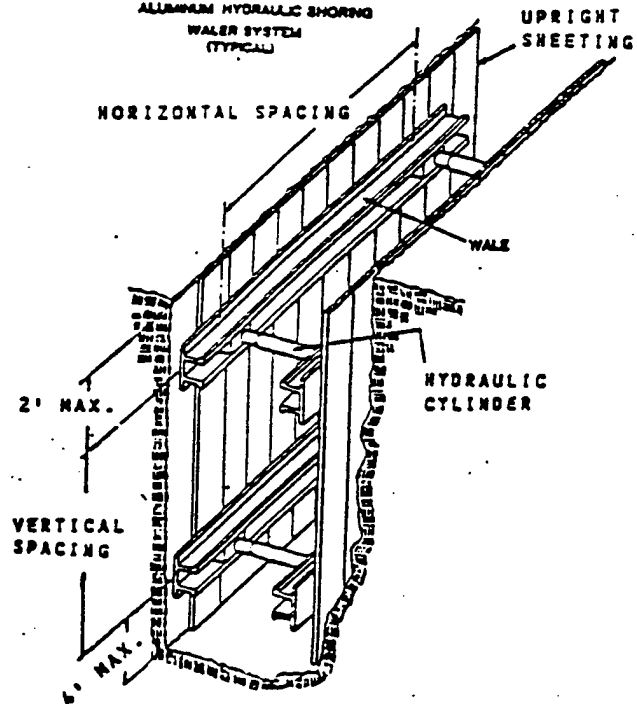 ALUMINUM HYDRAULIC SHORING
WALER SYSTEM
(TYPICAL)
UPRIGHT
SHEETING
HORIZONTAL SPACING
WALE
HYDRAULIC
CYLINDER
2' MAX.
VERTICAL
SPACING
MAX.